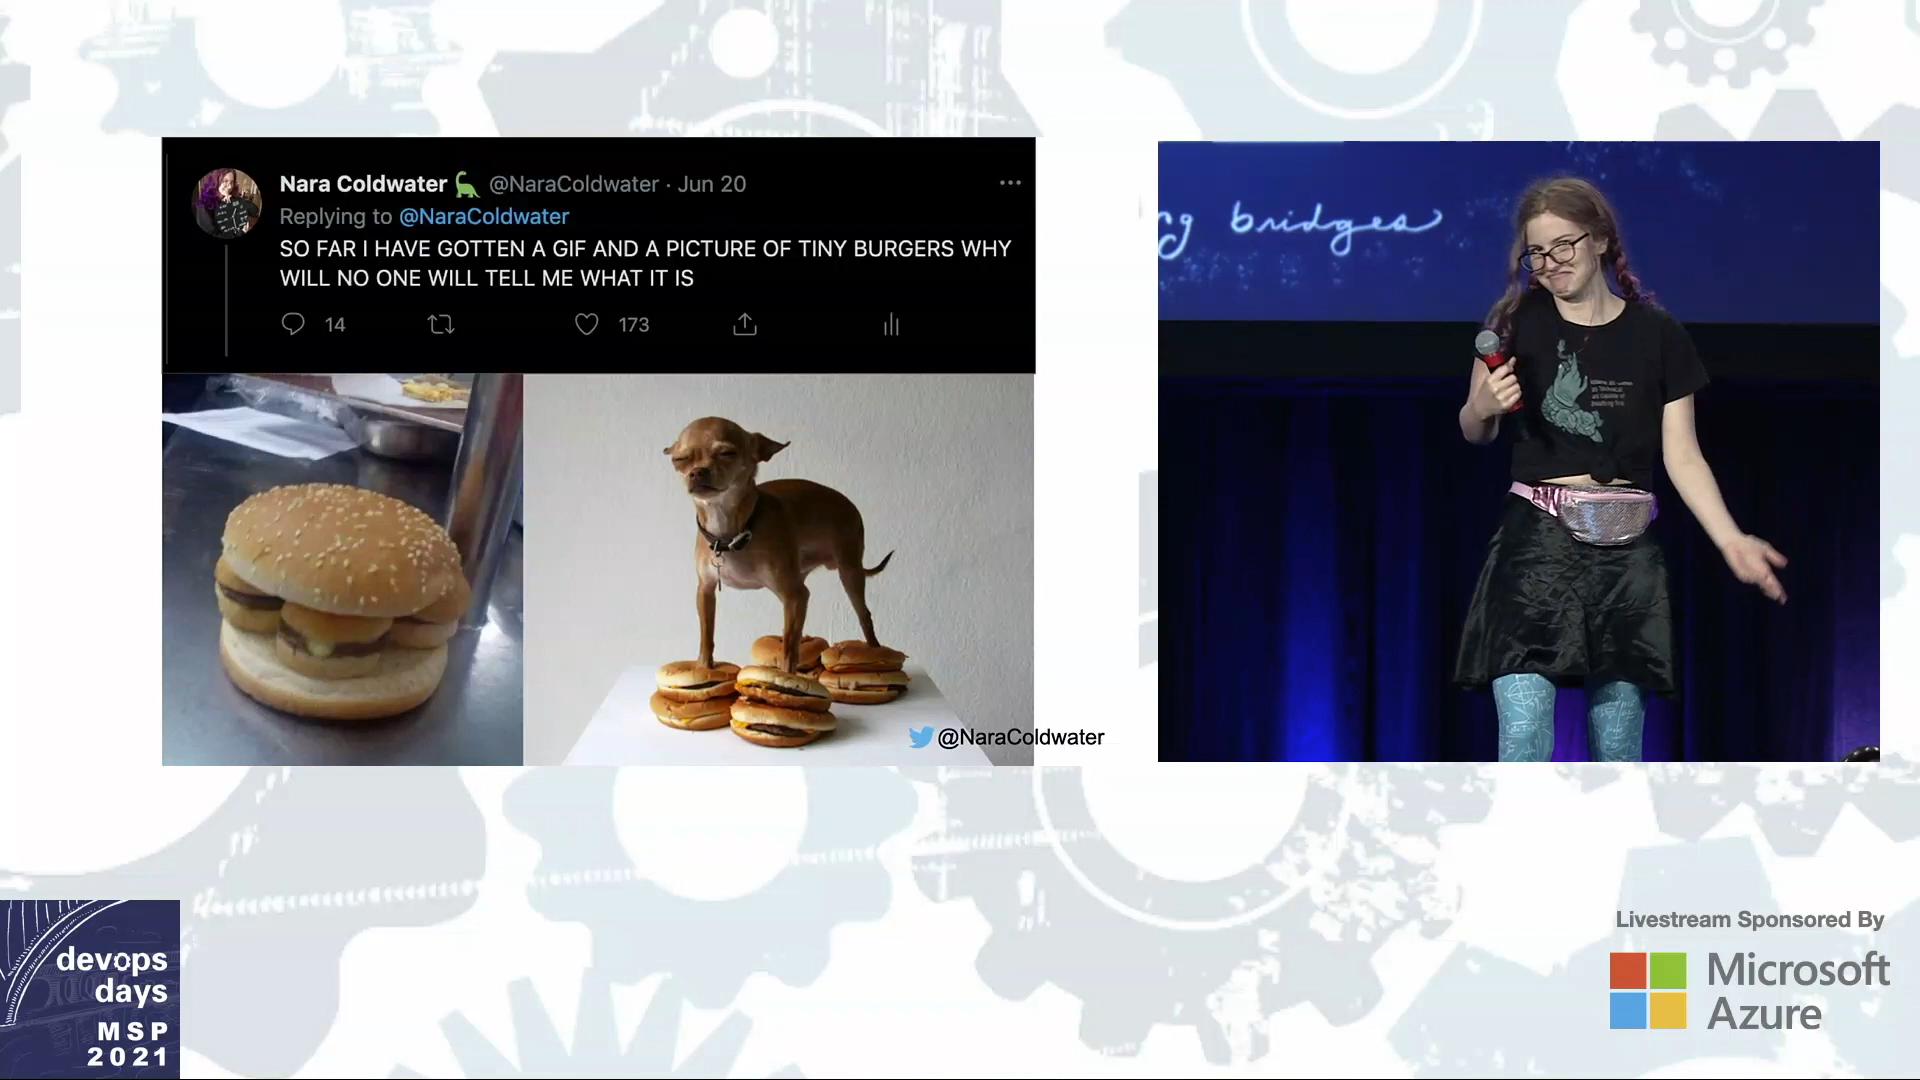 Nara Coldwater @NaraColdwater · Jun 20
Replying to @NaraColdwater
SO FAR I HAVE GOTTEN A GIF AND A PICTURE OF TINY BURGERS WHY
WILL NO ONE WILL TELL ME WHAT IT IS
14 173
@NaraColdwater
g bridges
devops
days
MSP
2021
Livestream Sponsored By
Microsoft
Azure